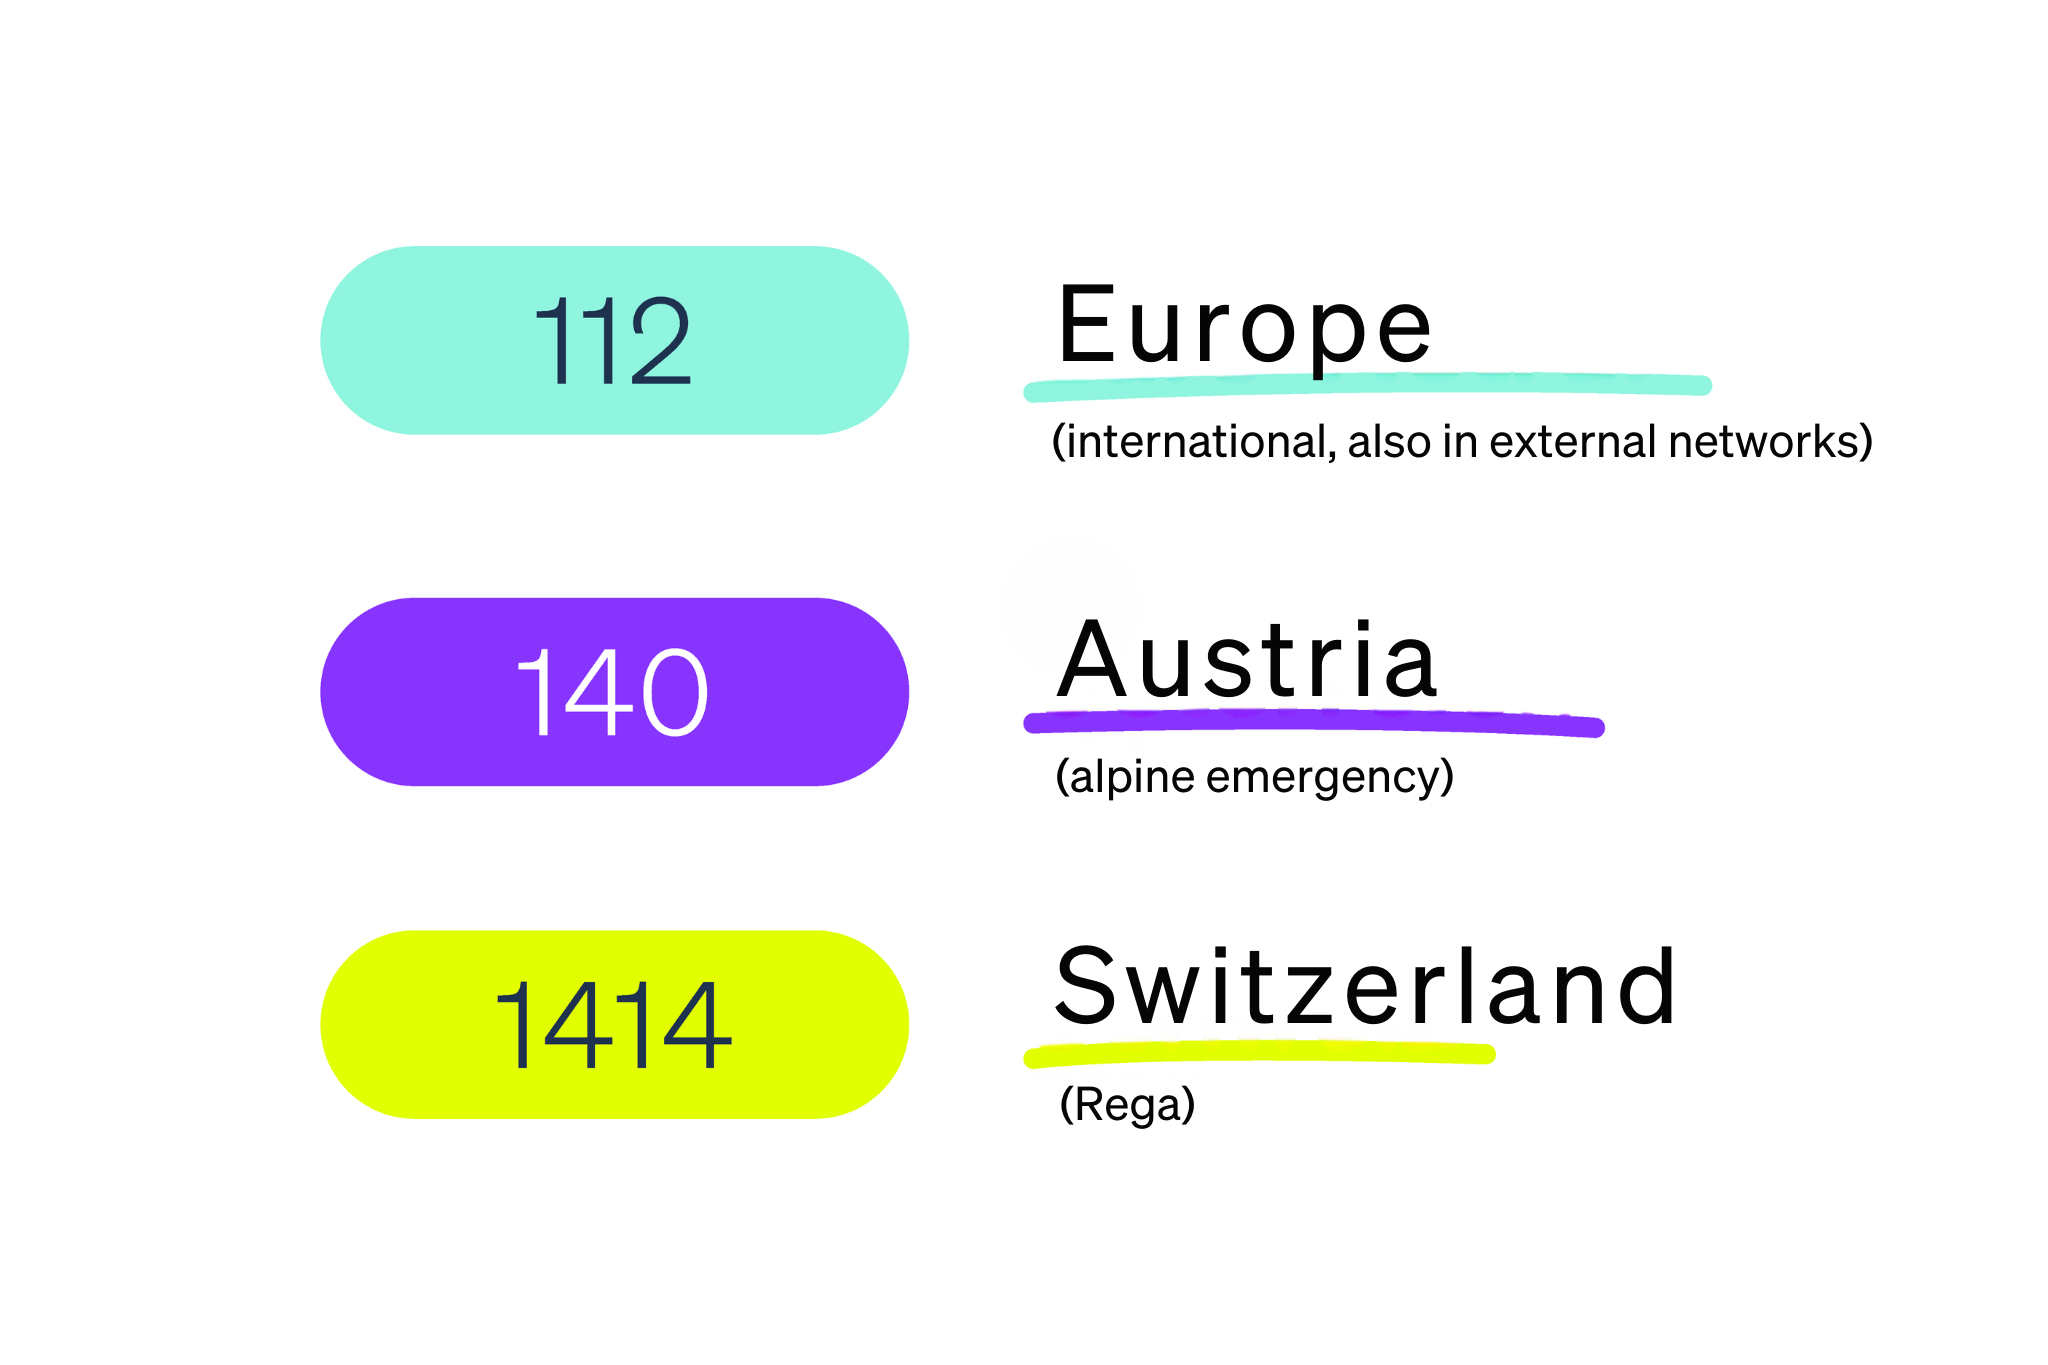 112
Europe
(international, also in external networks)
140
Austria
(alpine emergency)
1414
Switzerland
(Rega)